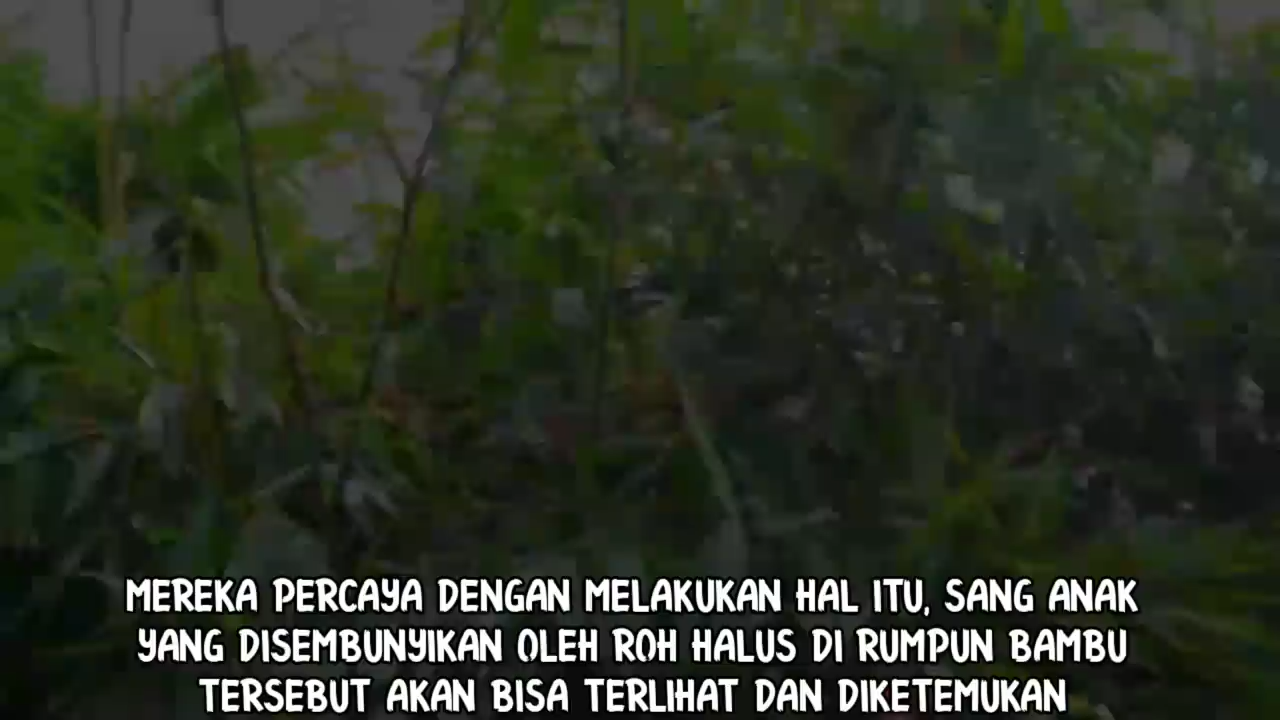 MEREKA PERCAYA DENGAN MELAKUKAN HAL ITU, SANG ANAK
YANG DISEMBUNYIKAN OLEH ROH HALUS DI RUMPUN BAMBU
TERSEBUT AKAN BISA TERLIHAT DAN DIKETEMUKAN